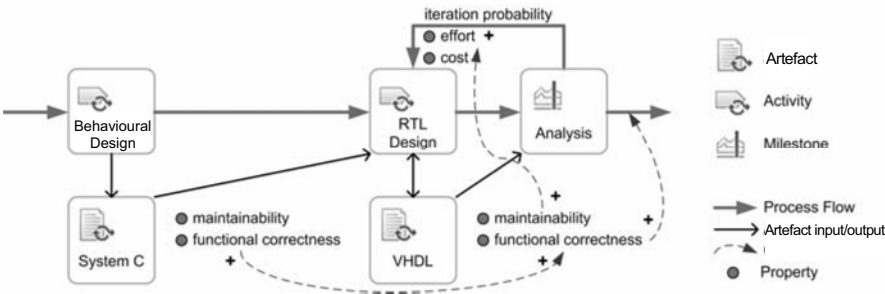 iteration probability
effort +
cost
Artefact
Activity
Milestone
Behavioural
Design
RTL
Design
Analysis
+
maintainability
functional correctness
+
System C
VHDL
maintainability
functional correctness
+
+
Process Flow
Artefact input/output
Property